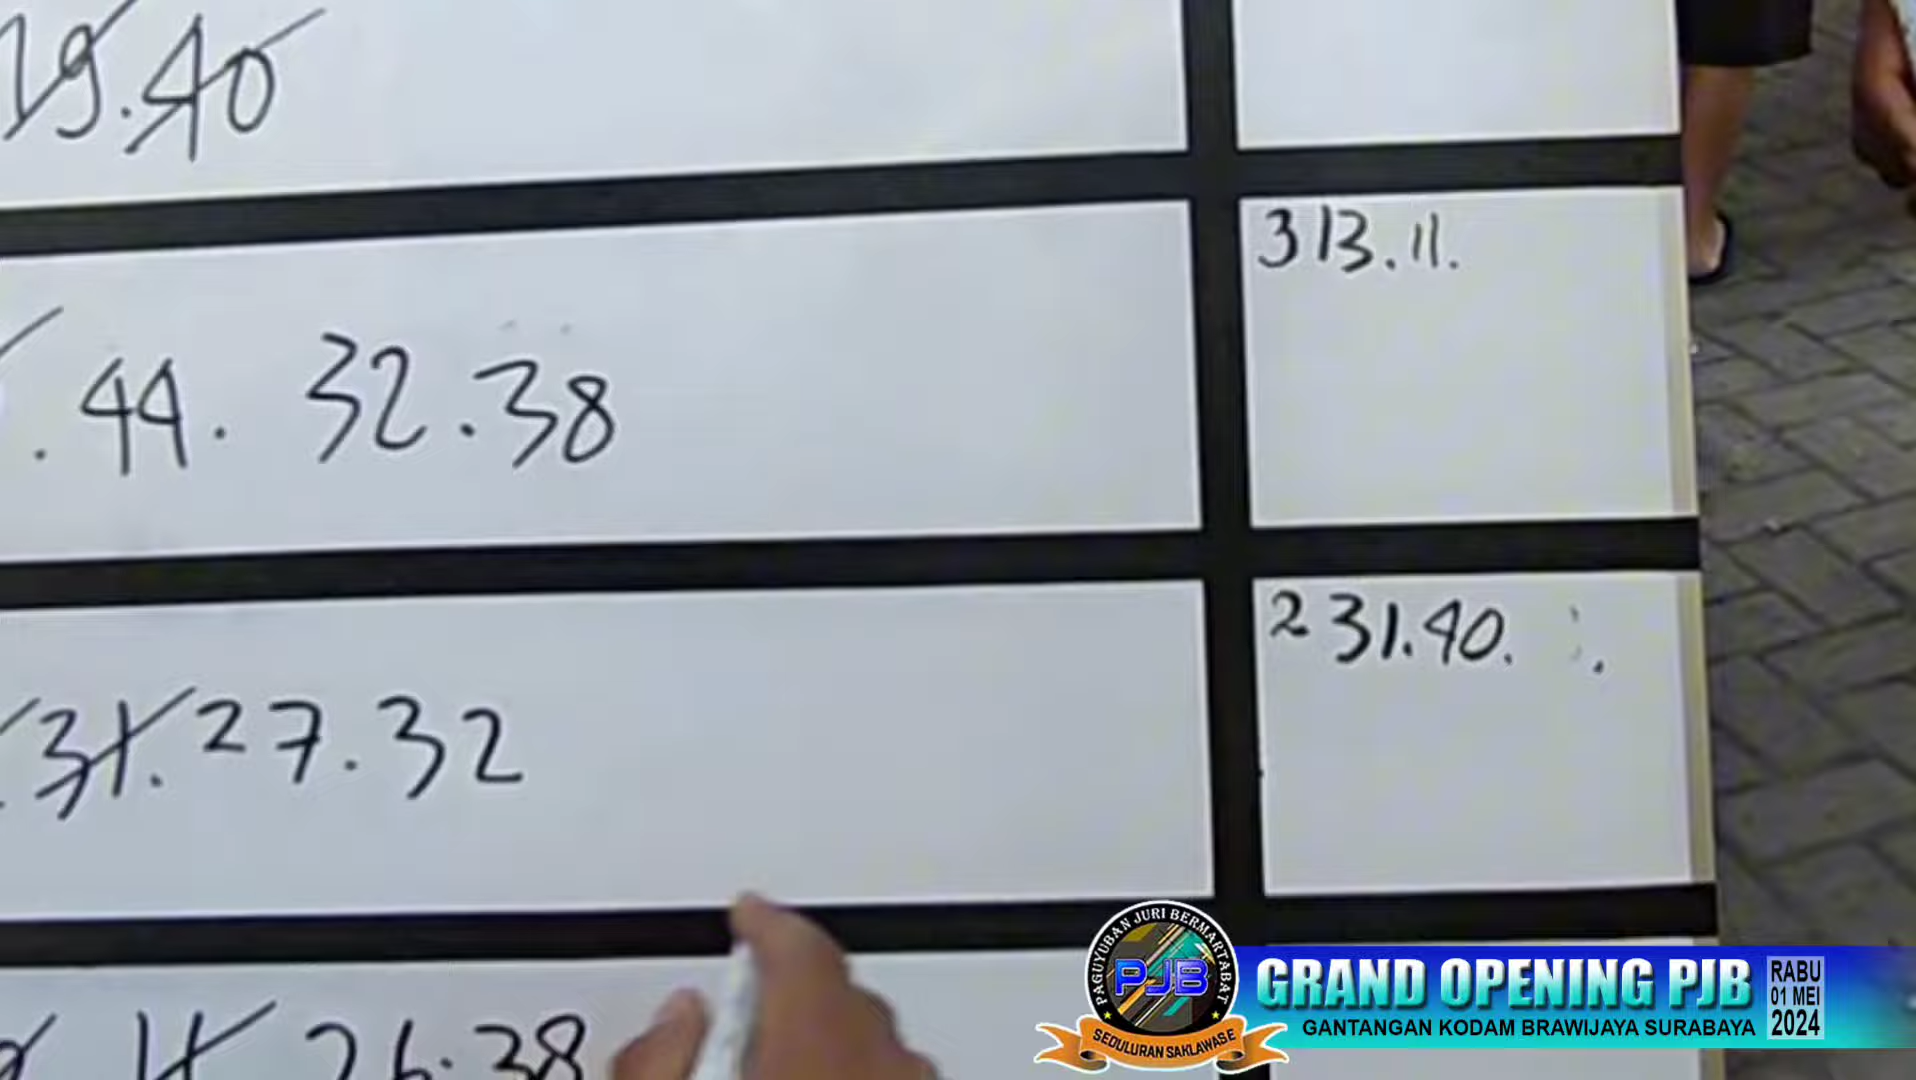 19.40
313.11.
. 44. 32.38
231.40. .
31.27.32
26.38
PAGUYUBAN JURI BERMARTABAT
PJB
SEDULURAN SAKLAWASE
GRAND OPENING PJB
GANTANGAN KODAM BRAWIJAYA SURABAYA
RABU
01 MEI
2024